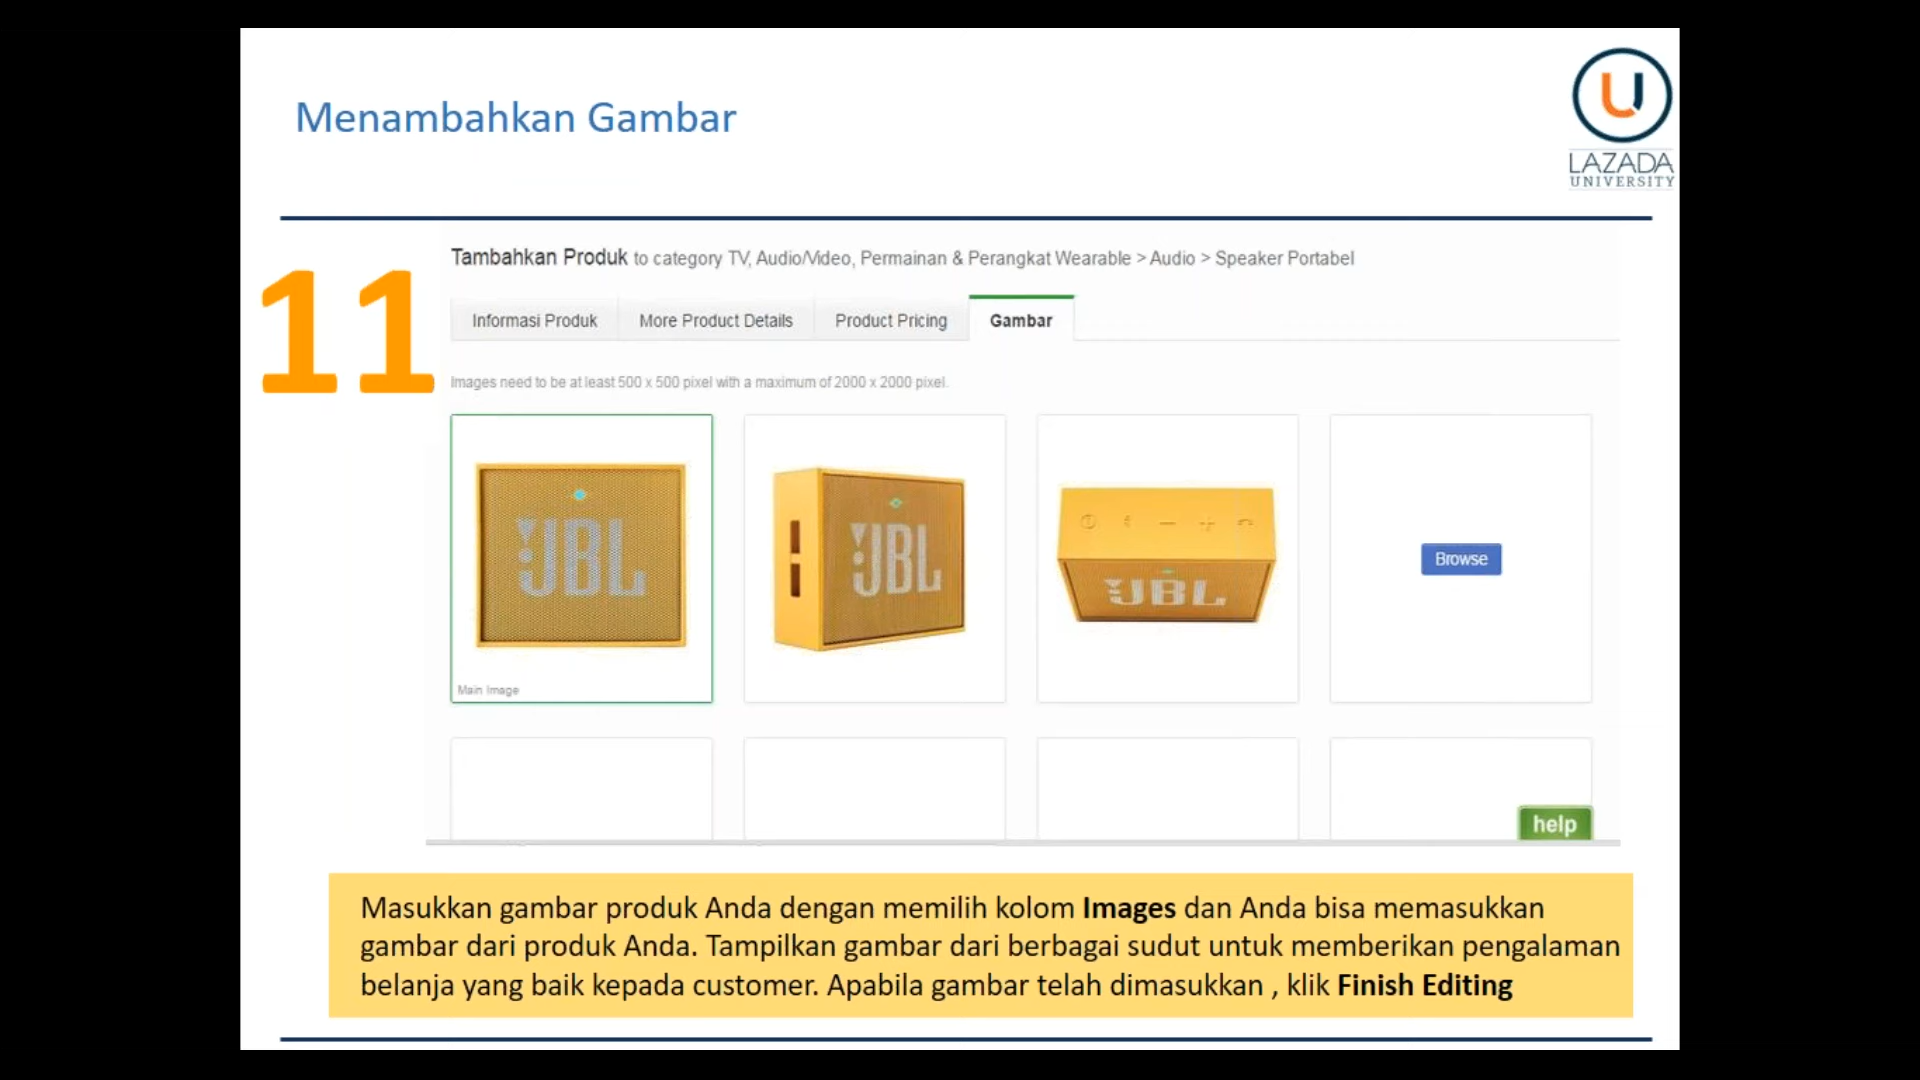 Menambahkan Gambar
LAZADA
UNIVERSITY
11
Tambahkan Produk to category TV, Audio/Video, Permainan & Perangkat Wearable > Audio > Speaker Portabel
Informasi Produk
More Product Details
Product Pricing
Gambar
Images need to be at least 500 x 500 pixel with a maximum of 2000 x 2000 pixel.
JBL
JBL
JBL
Browse
Main Image
help
Masukkan gambar produk Anda dengan memilih kolom Images dan Anda bisa memasukkan
gambar dari produk Anda. Tampilkan gambar dari berbagai sudut untuk memberikan pengalaman
belanja yang baik kepada customer. Apabila gambar telah dimasukkan , klik Finish Editing